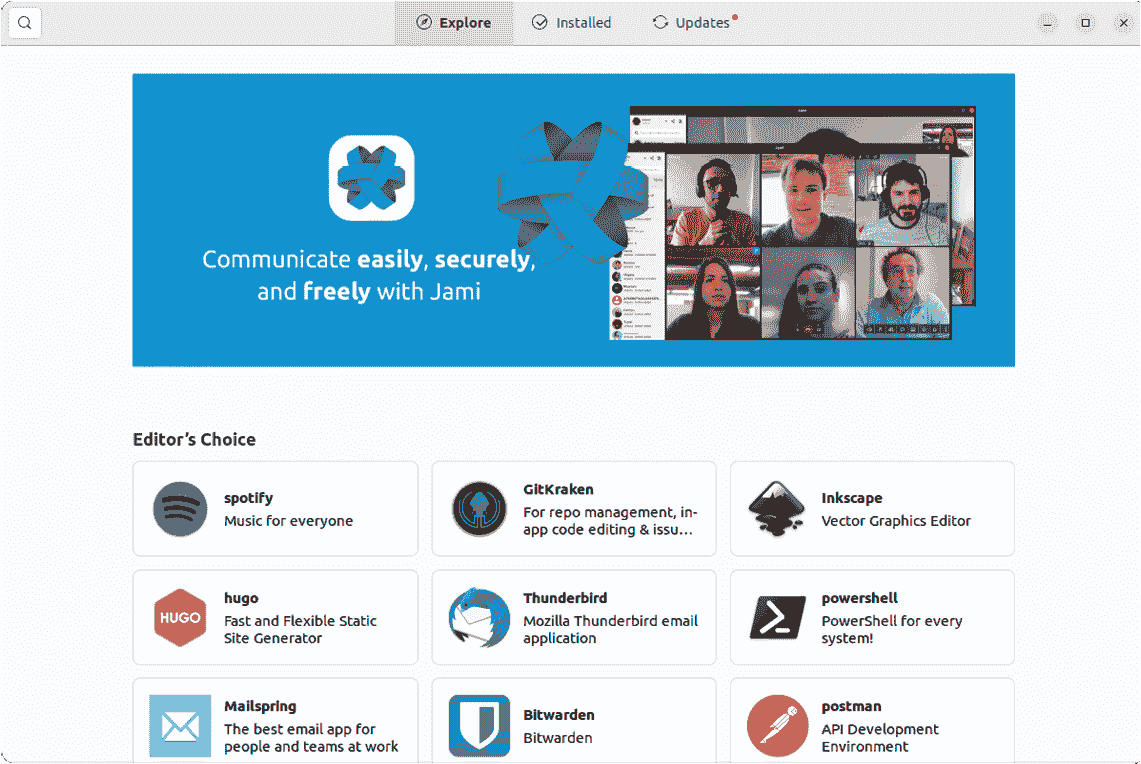 Explore
Installed
Updates
Communicate easily, securely,
and freely with Jami
Editor’s Choice
spotify
Music for everyone
GitKraken
For repo management, in-
app code editing & issu…
Inkscape
Vector Graphics Editor
HUGO
hugo
Fast and Flexible Static
Site Generator
Thunderbird
Mozilla Thunderbird email
application
powershell
PowerShell for every
system!
Mailspring
The best email app for
people and teams at work
Bitwarden
Bitwarden
postman
API Development
Environment